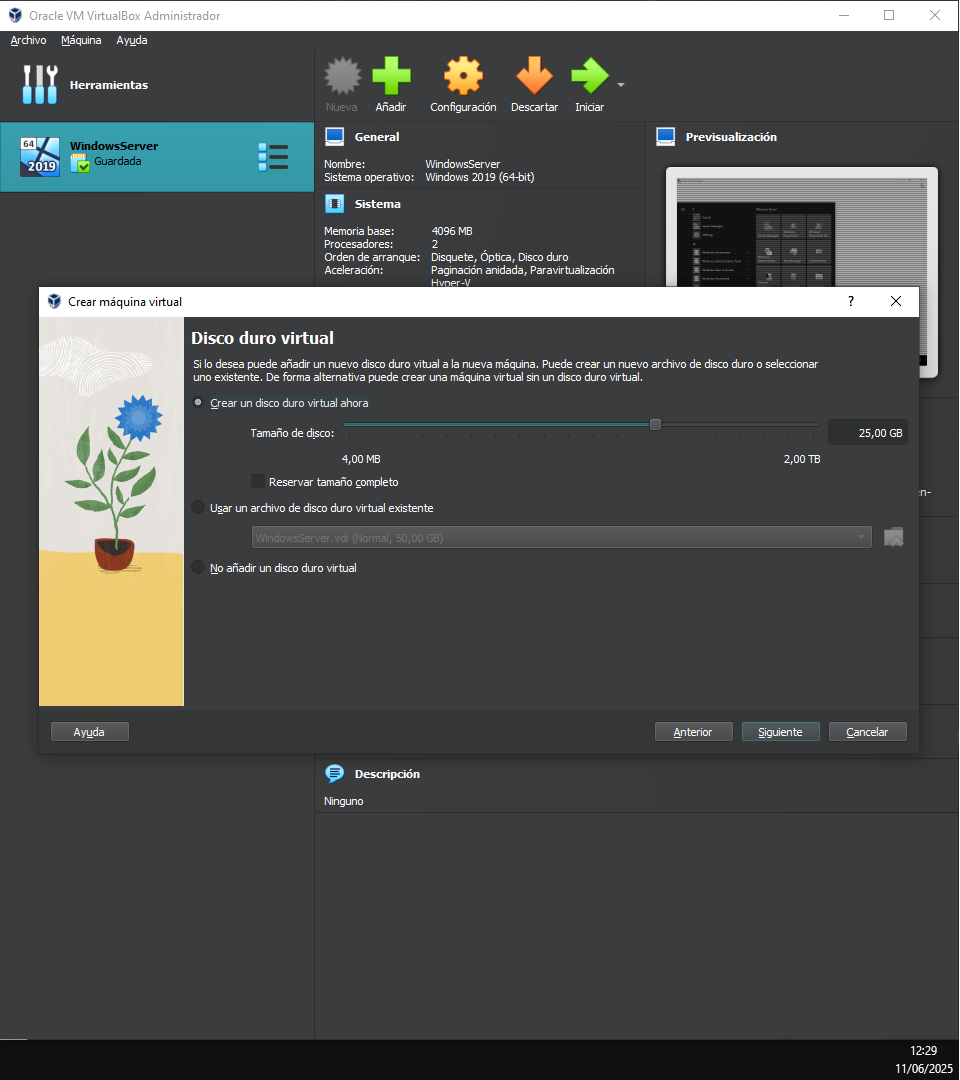 Oracle VM VirtualBox Administrador
Archivo Máquina Ayuda
Herramientas
Nueva Añadir Configuración Descartar Iniciar
64
2019
WindowsServer
Guardada
General
Nombre: WindowsServer
Sistema operativo: Windows 2019 (64-bit)
Sistema
Memoria base: 4096 MB
Procesadores: 2
Orden de arranque: Disquete, Óptica, Disco duro
Aceleración: Paginación anidada, Paravirtualización
Hyper-V
Previsualización
Crear máquina virtual
Disco duro virtual
Si lo desea puede añadir un nuevo disco duro vitual a la nueva máquina. Puede crear un nuevo archivo de disco duro o seleccionar
uno existente. De forma alternativa puede crear una máquina virtual sin un disco duro virtual.
Crear un disco duro virtual ahora
Tamaño de disco: 25,00 GB
4,00 MB 2,00 TB
Reservar tamaño completo
Usar un archivo de disco duro virtual existente
WindowsServer.vdi (Normal, 50,00 GB)
No añadir un disco duro virtual
Ayuda Anterior Siguiente Cancelar
en-
Descripción
Ninguno
12:29
11/06/2025